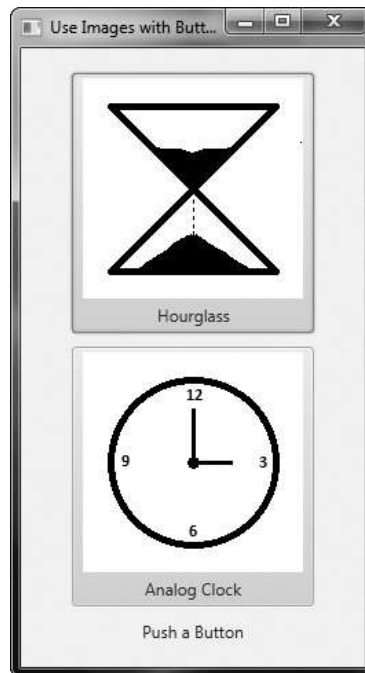 Use Images with Butt...
Hourglass
12
9
3
6
Analog Clock
Push a Button